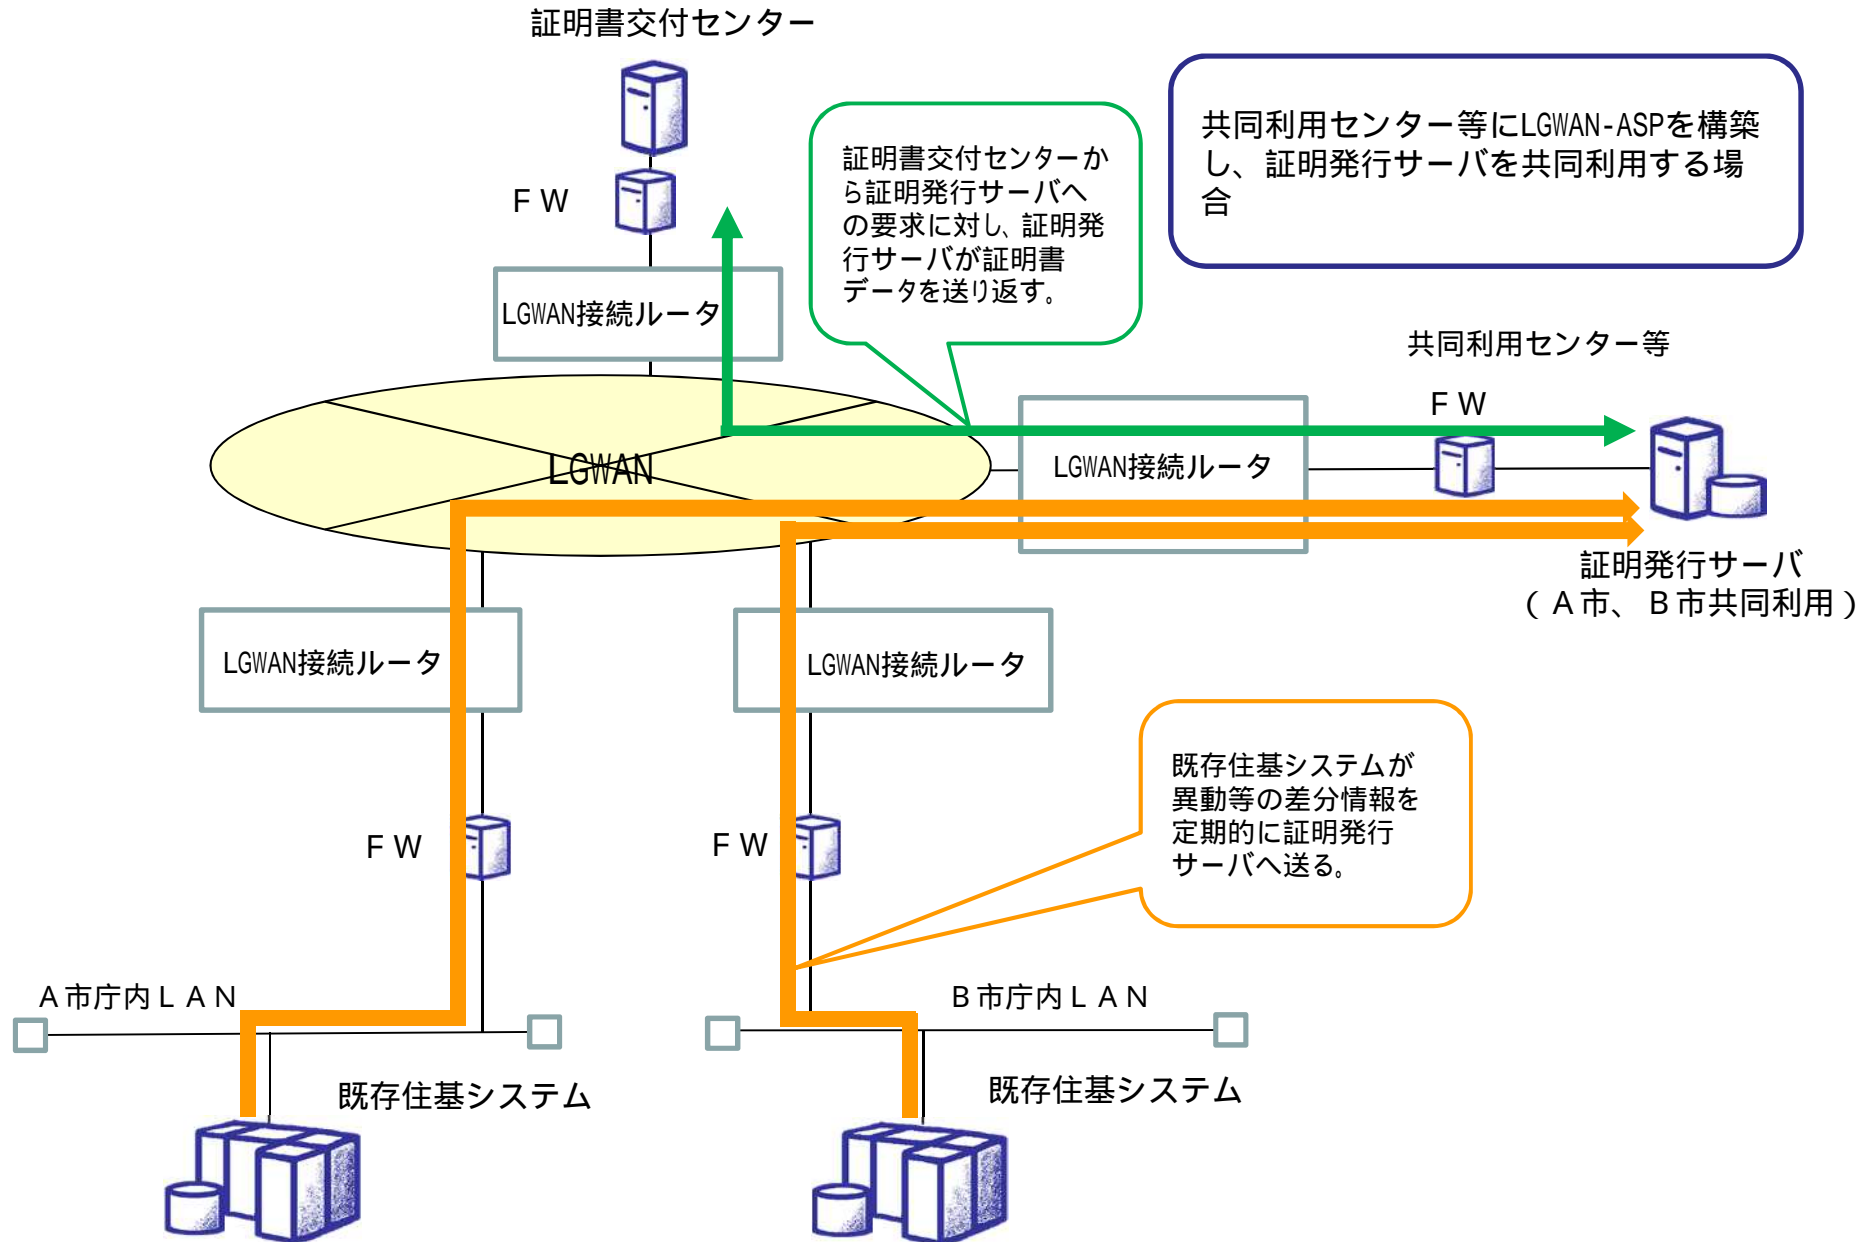 証明書交付センター
共同利用センター等にLGWAN-ASPを構築
し、証明発行サーバを共同利用する場
合
証明書交付センターか
ら証明発行サーバへ
の要求に対し、証明発
行サーバが証明書
データを送り返す。
ＦＷ
LGWAN接続ルータ
共同利用センター等
ＦＷ
LGWAN
LGWAN接続ルータ
証明発行サーバ
（Ａ市、Ｂ市共同利用）
LGWAN接続ルータ
LGWAN接続ルータ
既存住基システムが
異動等の差分情報を
定期的に証明発行
サーバへ送る。
ＦＷ
ＦＷ
Ａ市庁内ＬＡＮ
Ｂ市庁内ＬＡＮ
既存住基システム
既存住基システム